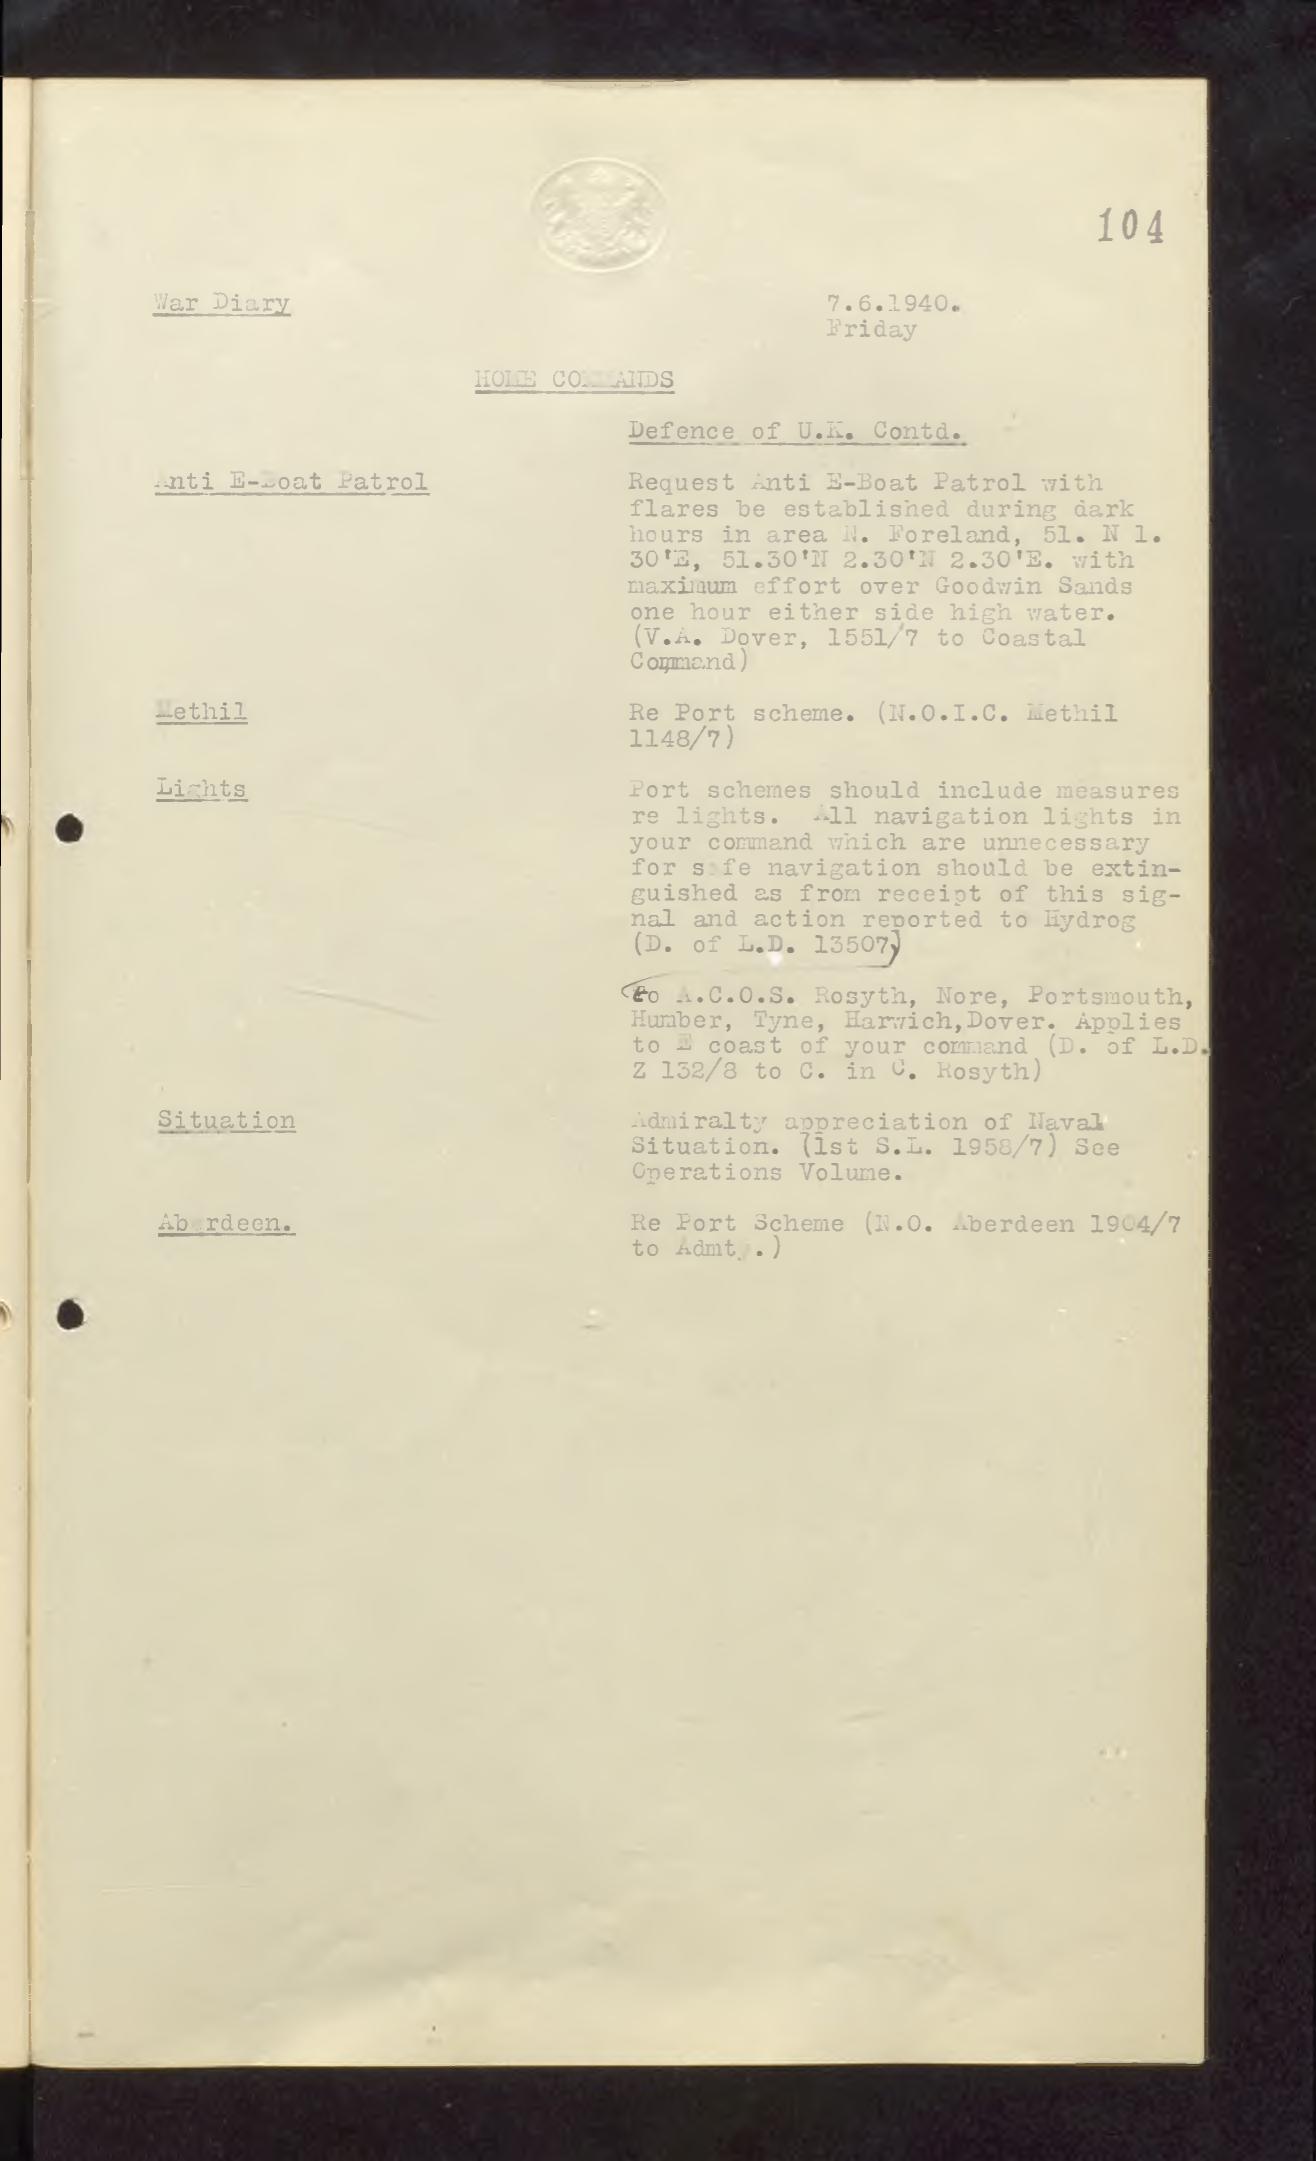 104
War Diary
7.6.1940.
Friday
HOME COMMANDS
Defence of U.K. Contd.
Anti E-Boat Patrol
Request Anti E-Boat Patrol with
flares be established during dark
hours in area N. Foreland, 51. N 1.
30'E, 51.30'N 2.30'N 2.30'E. with
maximum effort over Goodwin Sands
one hour either side high water.
(V.A. Dover, 1551/7 to Coastal
Command)
Methil
Re Port scheme. (N.O.I.C. Methil
1148/7)
Lights
Port schemes should include measures
re lights. All navigation lights in
your command which are unnecessary
for safe navigation should be extin-
guished as from receipt of this sig-
nal and action reported to Hydrog
(D. of L.D. 13507)
(to A.C.O.S. Rosyth, Nore, Portsmouth,
Humber, Tyne, Harwich,Dover. Applies
to E coast of your command (D. of L.D.
Z 132/8 to C. in C. Rosyth)
Situation
Admiralty appreciation of Naval
Situation. (1st S.L. 1958/7) See
Operations Volume.
Aberdeen.
Re Port Scheme (N.O. Aberdeen 1904/7
to Admty.)